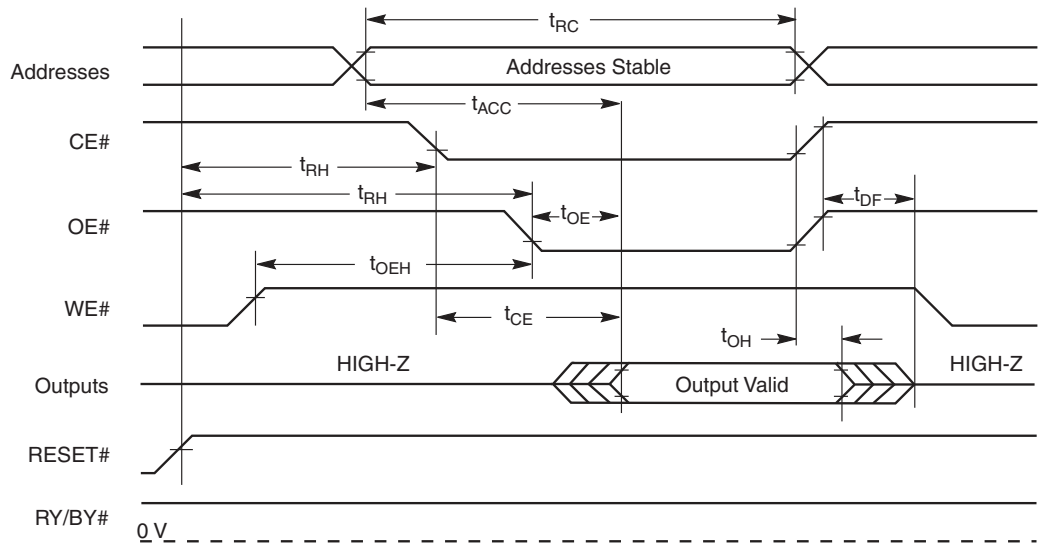 tRC
Addresses
Addresses Stable
tACC
CE#
tRH
tRH
tDF
OE#
tOE
tOEH
WE#
tCE
tOH
HIGH-Z
HIGH-Z
Outputs
Output Valid
RESET#
RY/BY#
0 V